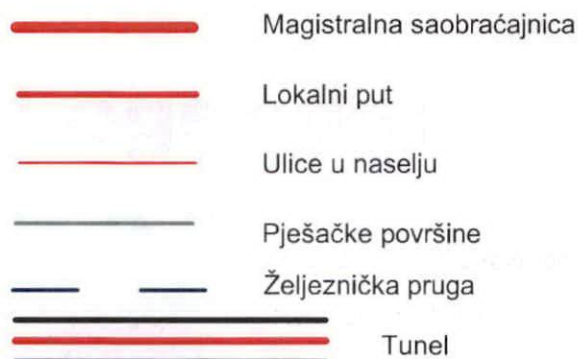 Magistralna saobraćajnica
Lokalni put
Ulice u naselju
Pješačke površine
Željeznička pruga
Tunel